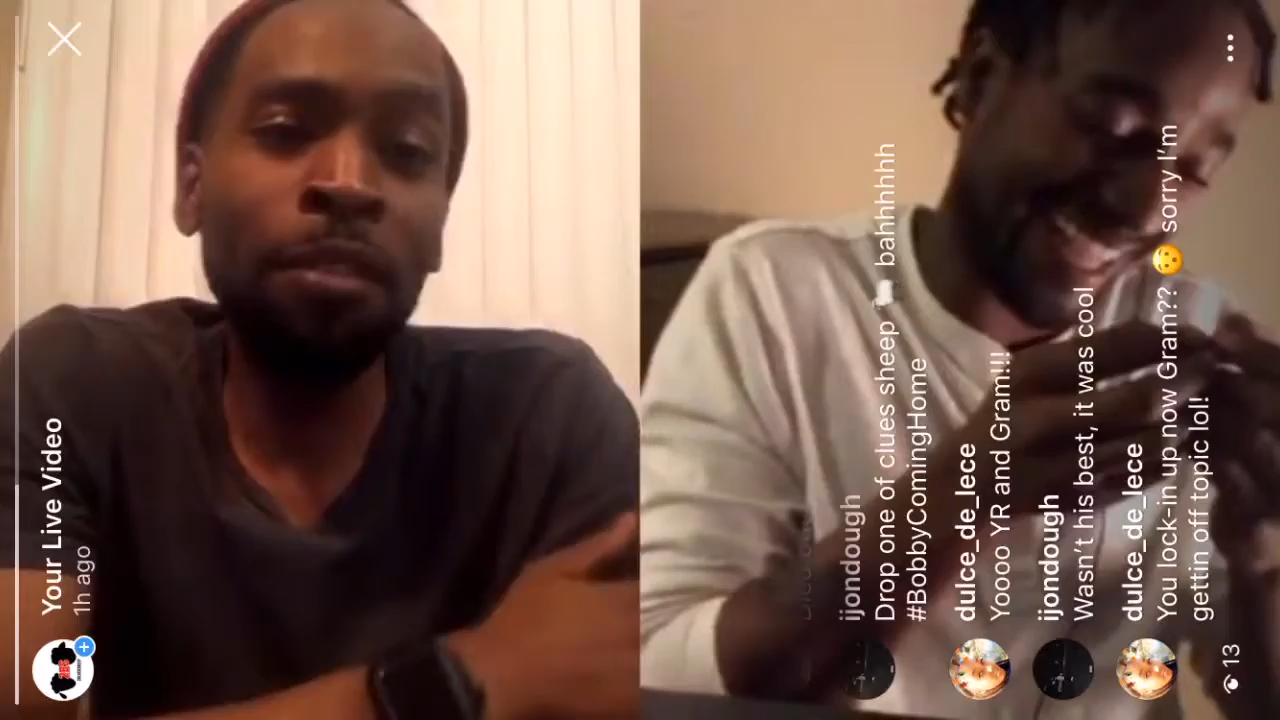 Your Live Video
1h ago
ijondough
Drop one of clues sheep 🐑 bahhhhhh
#BobbyComingHome
dulce_de_lece
Yoooo YR and Gram!!!
ijondough
Wasn't his best, it was cool
dulce_de_lece
You lock-in up now Gram?? 🤔 sorry I'm
gettin off topic lol!
13